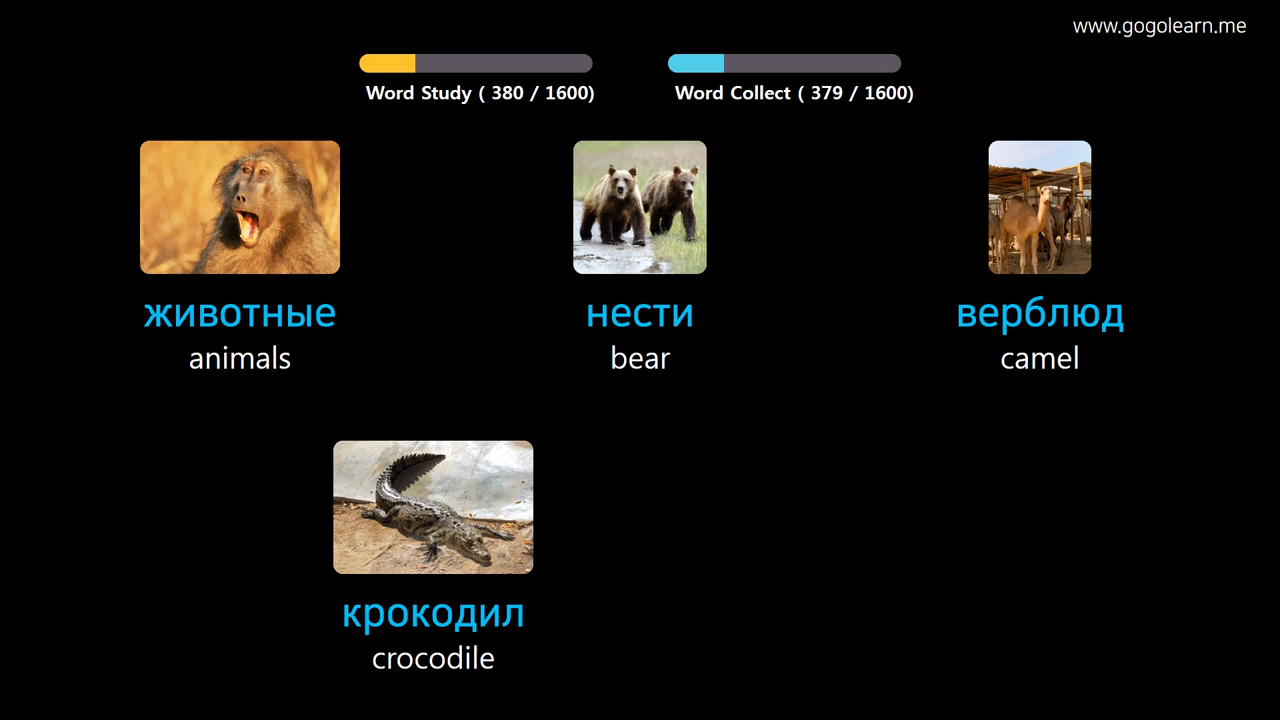 www.gogolearn.me
Word Study ( 380 / 1600)
Word Collect ( 379 / 1600)
животные
animals
нести
bear
верблюд
camel
крокодил
crocodile